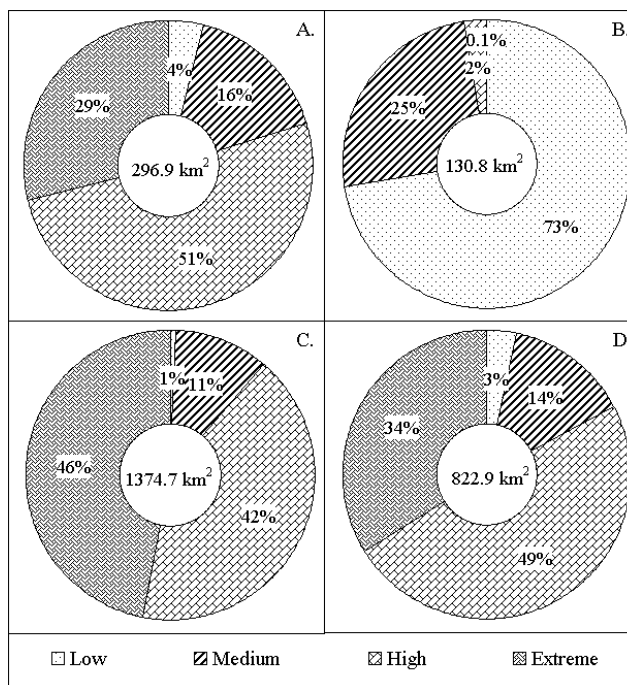 A.
4%
16%
29%
296.9 km²
51%
B.
0.1%
2%
25%
130.8 km²
73%
C.
1%
11%
46%
1374.7 km²
42%
D.
3%
14%
34%
822.9 km²
49%
Low Medium High Extreme